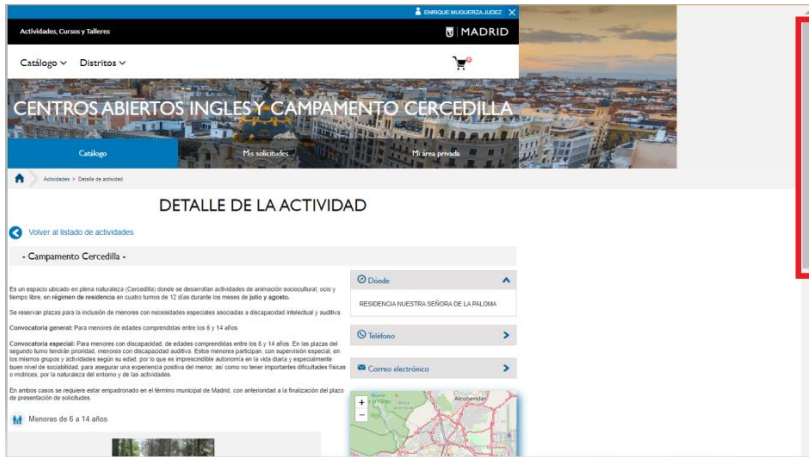 ENRIQUE MUGUERZA JUDEZ
Actividades, Cursos y Talleres
MADRID
Catálogo
Distritos
0
CENTROS ABIERTOS INGLES Y CAMPAMENTO CERCEDILLA
Catálogo
Mis solicitudes
Mi área privada
Actividades > Detalle de actividad
DETALLE DE LA ACTIVIDAD
Volver al listado de actividades
- Campamento Cercedilla -
Es un espacio ubicado en plena naturaleza (Cercedilla) donde se desarrollan actividades de animación sociocultural, ocio y
tiempo libre, en régimen de residencia en cuatro turnos de 12 días durante los meses de julio y agosto.
Se reservan plazas para la inclusión de menores con necesidades especiales asociadas a discapacidad intelectual y auditiva.
Convocatoria general: Para menores de edades comprendidas entre los 6 y 14 años.
Convocatoria especial: Para menores con discapacidad, de edades comprendidas entre los 6 y 14 años. En las plazas del
segundo turno tendrán prioridad, menores con discapacidad auditiva. Estos menores participan, con supervisión especial, en
los mismos grupos y actividades según su edad, por lo que es imprescindible autonomía en la vida diaria y especialmente
buen nivel de sociabilidad, para asegurar una experiencia positiva del menor; así como no tener importantes dificultades físicas
o motrices, por la naturaleza del entorno y de las actividades.
En ambos casos se requiere estar empadronado en el término municipal de Madrid, con anterioridad a la finalización del plazo
de presentación de solicitudes.
Menores de 6 a 14 años
Dónde
RESIDENCIA NUESTRA SEÑORA DE LA PALOMA
Teléfono
Correo electrónico
+
−
Alcobendas